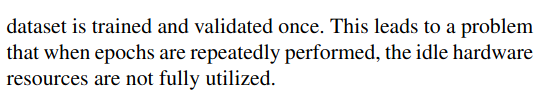 dataset is trained and validated once. This leads to a problem
that when epochs are repeatedly performed, the idle hardware
resources are not fully utilized.